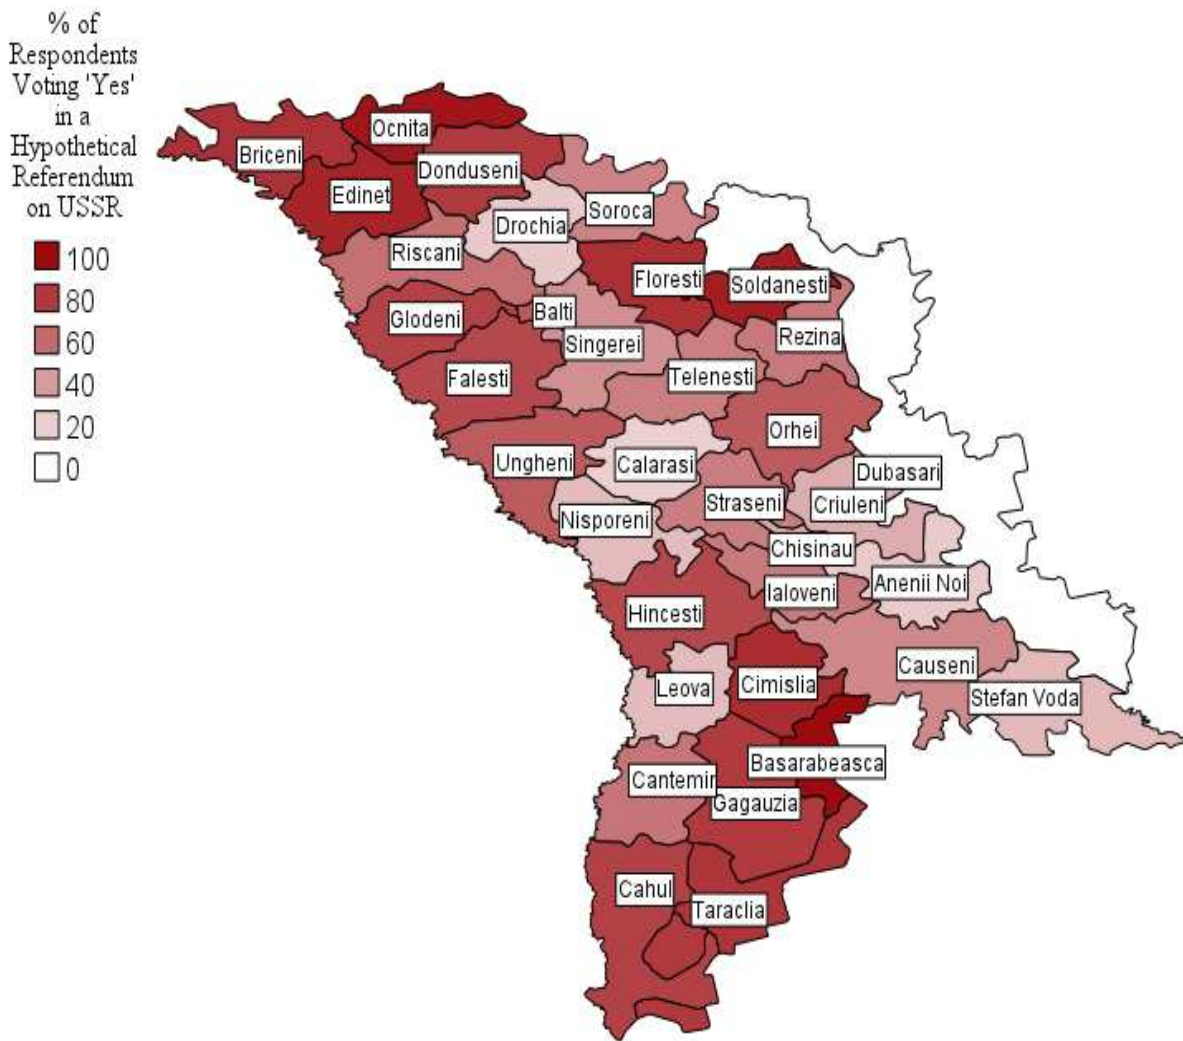 % of
Respondents
Voting 'Yes'
in a
Hypothetical
Referendum
on USSR
100
80
60
40
20
0
Ocnita
Briceni
Donduseni
Edinet
Drochia
Soroca
Riscani
Floresti
Soldanesti
Glodeni
Balti
Singerei
Rezina
Falesti
Telenesti
Orhei
Ungheni
Calarasi
Dubasari
Straseni
Criuleni
Nisporeni
Chisinau
Anenii Noi
Ialoveni
Hincesti
Causeni
Leova
Cimislia
Stefan Voda
Basarabeasca
Cantemir
Gagauzia
Cahul
Taraclia